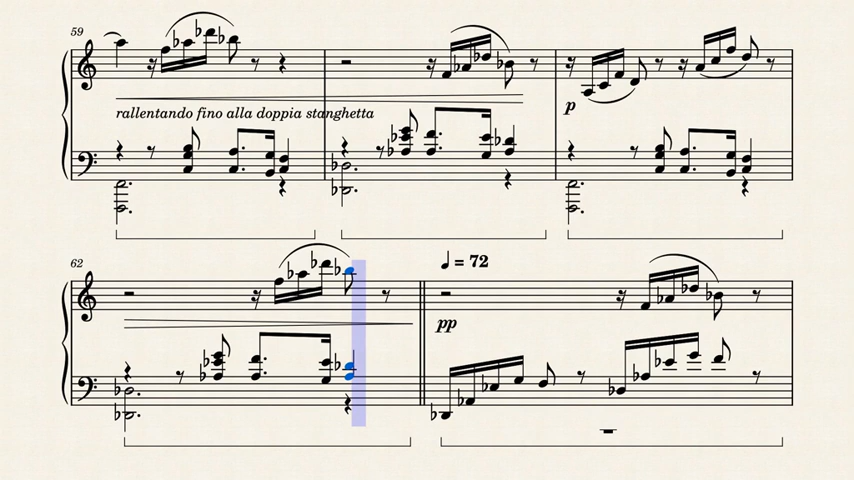 59
rallentando fino alla doppia stanghetta
p
62
♩ = 72
pp